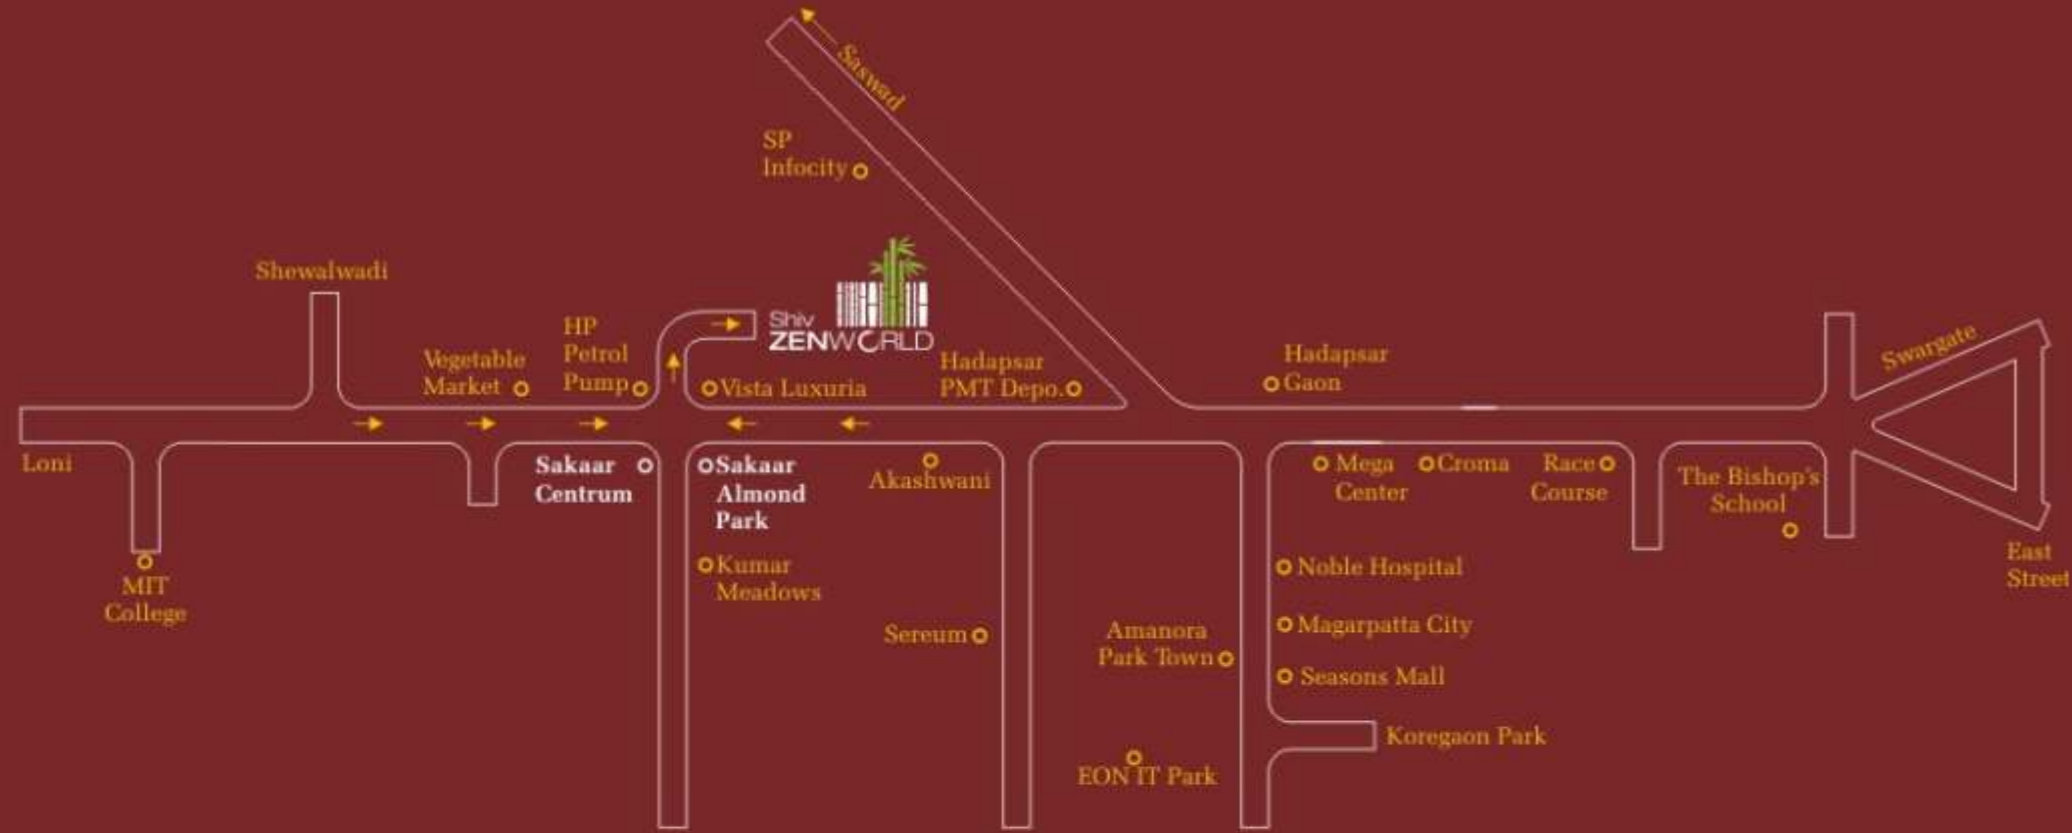 Saswad
SP
Infocity
Shewalwadi
Shiv
ZENWORLD
HP
Petrol
Pump
Vegetable
Market
Vista Luxuria
Hadapsar
PMT Depo.
Hadapsar
Gaon
Swargate
Loni
Sakaar
Centrum
Sakaar
Almond
Park
Akashwani
Mega
Center
Croma
Race
Course
The Bishop's
School
East
Street
MIT
College
Kumar
Meadows
Noble Hospital
Sereum
Amanora
Park Town
Magarpatta City
Seasons Mall
Koregaon Park
EON IT Park